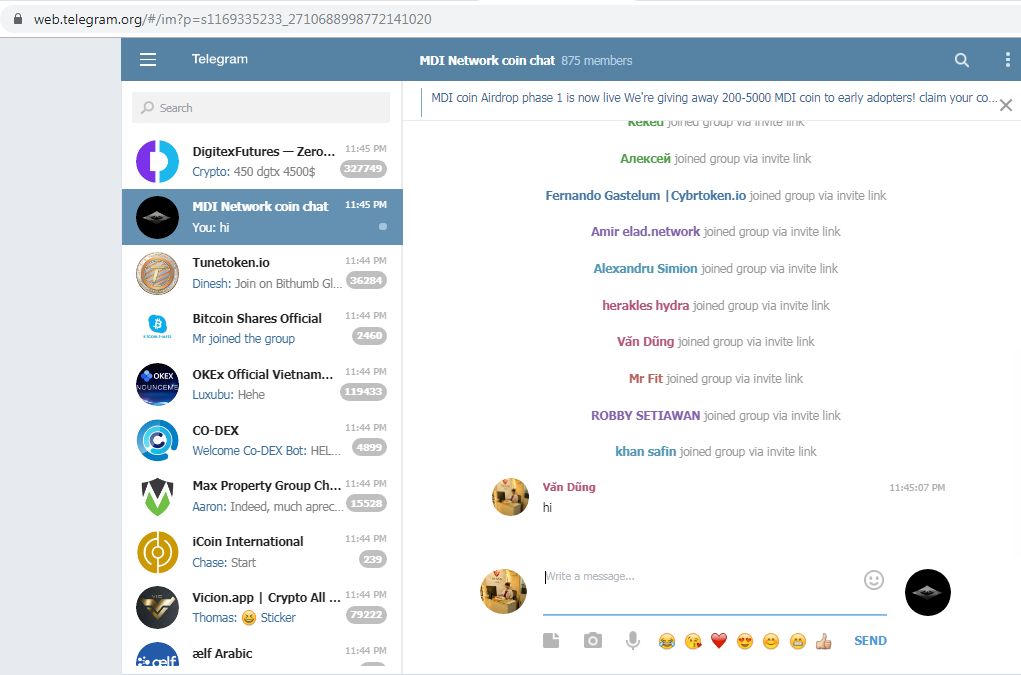 web.telegram.org/#/im?p=s1169335233_2710688998772141020
Telegram
MDI Network coin chat 875 members
Search
MDI coin Airdrop phase 1 is now live We're giving away 200-5000 MDI coin to early adopters! claim your co...
DigitexFutures — Zero... 11:45 PM
Crypto: 450 dgtx 4500$ 327749
MDI Network coin chat 11:45 PM
You: hi
Tunetoken.io 11:44 PM
Dinesh: Join on Bithumb Gl... 36284
Bitcoin Shares Official 11:44 PM
Mr joined the group 2460
OKEx Official Vietnam... 11:44 PM
Luxubu: Hehe 119433
CO-DEX 11:44 PM
Welcome Co-DEX Bot: HEL... 4899
Max Property Group Ch... 11:44 PM
Aaron: Indeed, much aprec... 15528
iCoin International 11:44 PM
Chase: Start 239
Vicion.app | Crypto All ... 11:44 PM
Thomas: 😀 Sticker 79222
ælf Arabic 11:44 PM
OKEX
ælf
Keked joined group via invite link
Алексей joined group via invite link
Fernando Gastelum |Cybrtoken.io joined group via invite link
Amir elad.network joined group via invite link
Alexandru Simion joined group via invite link
herakles hydra joined group via invite link
Văn Dũng joined group via invite link
Mr Fit joined group via invite link
ROBBY SETIAWAN joined group via invite link
khan safin joined group via invite link
Văn Dũng 11:45:07 PM
hi
Write a message...
SEND